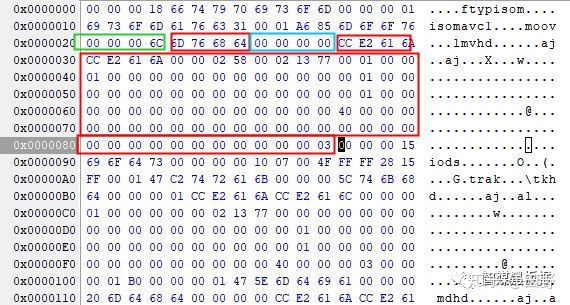 0x0000000 00 00 00 18 66 74 79 70 69 73 6F 6D 00 00 00 01 ....ftypisom....
0x0000010 69 73 6F 6D 61 76 63 31 00 01 A6 85 6D 6F 6F 76 isomavc1....moov
0x0000020 00 00 00 6C 6D 76 68 64 00 00 00 00 CC E2 61 6A ...lmvhd......aj
0x0000030 CC E2 61 6A 00 00 02 58 00 02 13 77 00 01 00 00 ..aj...X...w....
0x0000040 01 00 00 00 00 00 00 00 00 00 00 00 00 01 00 00 ................
0x0000050 00 00 00 00 00 00 00 00 00 00 00 00 00 01 00 00 ................
0x0000060 00 00 00 00 00 00 00 00 00 00 00 00 40 00 00 00 ............@...
0x0000070 00 00 00 00 00 00 00 00 00 00 00 00 00 00 00 00 ................
0x0000080 00 00 00 00 00 00 00 00 00 00 00 03 00 00 00 15 ................
0x0000090 69 6F 64 73 00 00 00 00 10 07 00 4F FF FF 28 15 iods.......O..(.
0x00000A0 FF 00 01 47 C2 74 72 61 6B 00 00 00 5C 74 6B 68 ...G.trak...\tkh
0x00000B0 64 00 00 00 01 CC E2 61 6A CC E2 61 6C 00 00 00 d......aj..al...
0x00000C0 01 00 00 00 00 02 13 77 00 00 00 00 00 00 00 00 .......w........
0x00000D0 00 00 00 00 00 00 00 00 00 00 01 00 00 00 00 00 ................
0x00000E0 00 00 00 00 00 00 00 00 00 00 01 00 00 00 00 00 ................
0x00000F0 00 00 00 00 00 00 00 00 00 40 00 00 00 03 00 00 .........@......
0x0000100 00 01 B0 00 00 00 01 47 5E 6D 64 69 61 00 00 00
0x0000110 20 6D 64 68 64 00 00 00 00 CC E2 61 6A CC E2 61 mdhd......aj..a